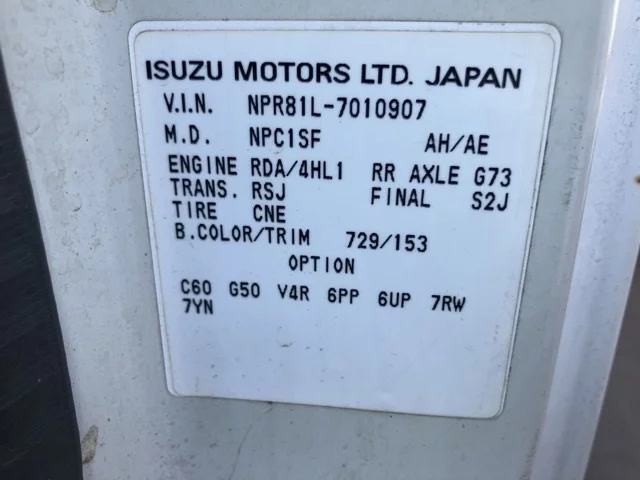 ISUZU MOTORS LTD. JAPAN
V.I.N. NPR81L-7010907
M.D. NPC1SF AH/AE
ENGINE RDA/4HL1 RR AXLE G73
TRANS. RSJ FINAL S2J
TIRE CNE
B.COLOR/TRIM 729/153
OPTION
C60 G50 V4R 6PP 6UP 7RW
7YN